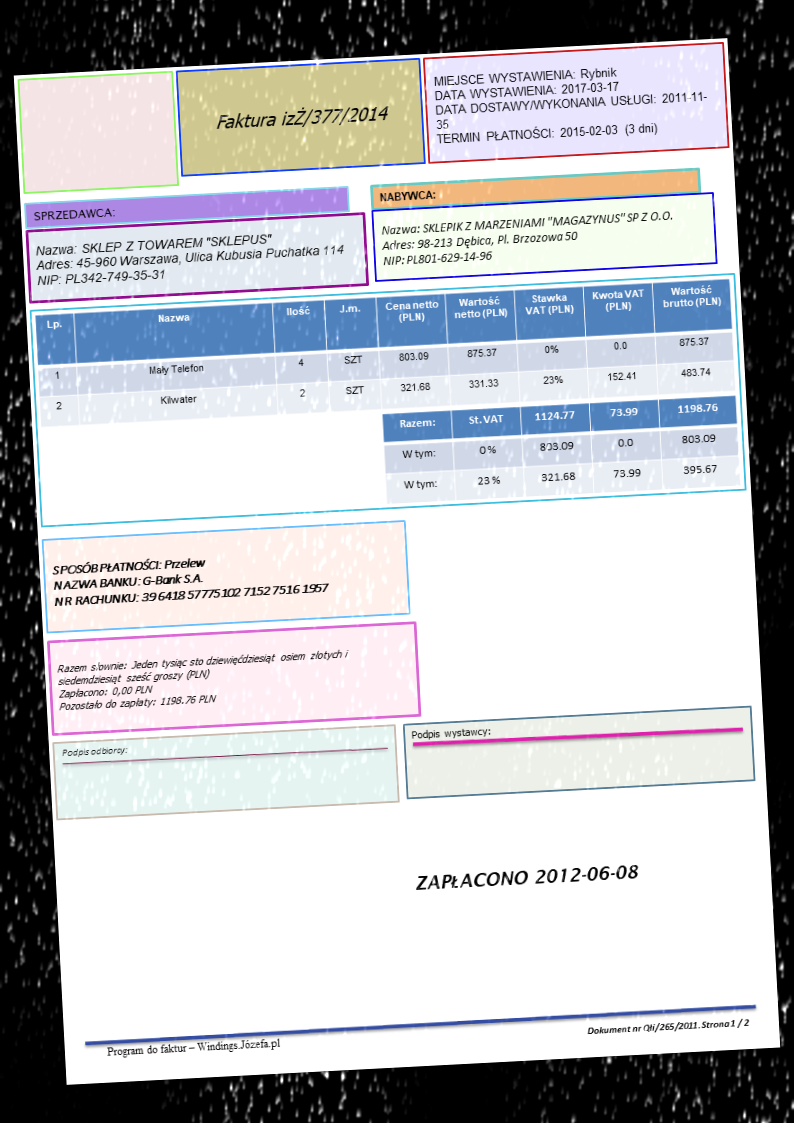 Faktura izŻ/377/2014
MIEJSCE WYSTAWIENIA: Rybnik
DATA WYSTAWIENIA: 2017-03-17
DATA DOSTAWY/WYKONANIA USŁUGI: 2011-11-
35
TERMIN PŁATNOŚCI: 2015-02-03 (3 dni)
SPRZEDAWCA:
Nazwa: SKLEP Z TOWAREM "SKLEPUS"
Adres: 45-960 Warszawa, Ulica Kubusia Puchatka 114
NIP: PL342-749-35-31
NABYWCA:
Nazwa: SKLEPIK Z MARZENIAMI "MAGAZYNUS" SP Z O.O.
Adres: 98-213 Dębica, Pl. Brzozowa 50
NIP: PL801-629-14-96
Lp. Nazwa Ilość J.m. Cena netto (PLN) Wartość netto (PLN) Stawka VAT (PLN) Kwota VAT (PLN) Wartość brutto (PLN)
1 Mały Telefon 4 SZT 803.09 875.37 0% 0.0 875.37
2 Kilwater 2 SZT 321.68 331.33 23% 152.41 483.74
Razem: St. VAT 1124.77 73.99 1198.76
W tym: 0% 803.09 0.0 803.09
W tym: 23% 321.68 73.99 395.67
SPOSÓB PŁATNOŚCI: Przelew
NAZWA BANKU: G-Bank S.A.
NR RACHUNKU: 39 6418 5777 5102 7152 7516 1957
Razem słownie: Jeden tysiąc sto dziewięćdziesiąt osiem złotych i
siedemdziesiąt sześć groszy (PLN)
Zapłacono: 0,00 PLN
Pozostało do zapłaty: 1198.76 PLN
Podpis odbiorcy:
Podpis wystawcy:
ZAPŁACONO 2012-06-08
Program do faktur – Windings.Józefa.pl
Dokument nr Qłi/265/2011. Strona 1 / 2